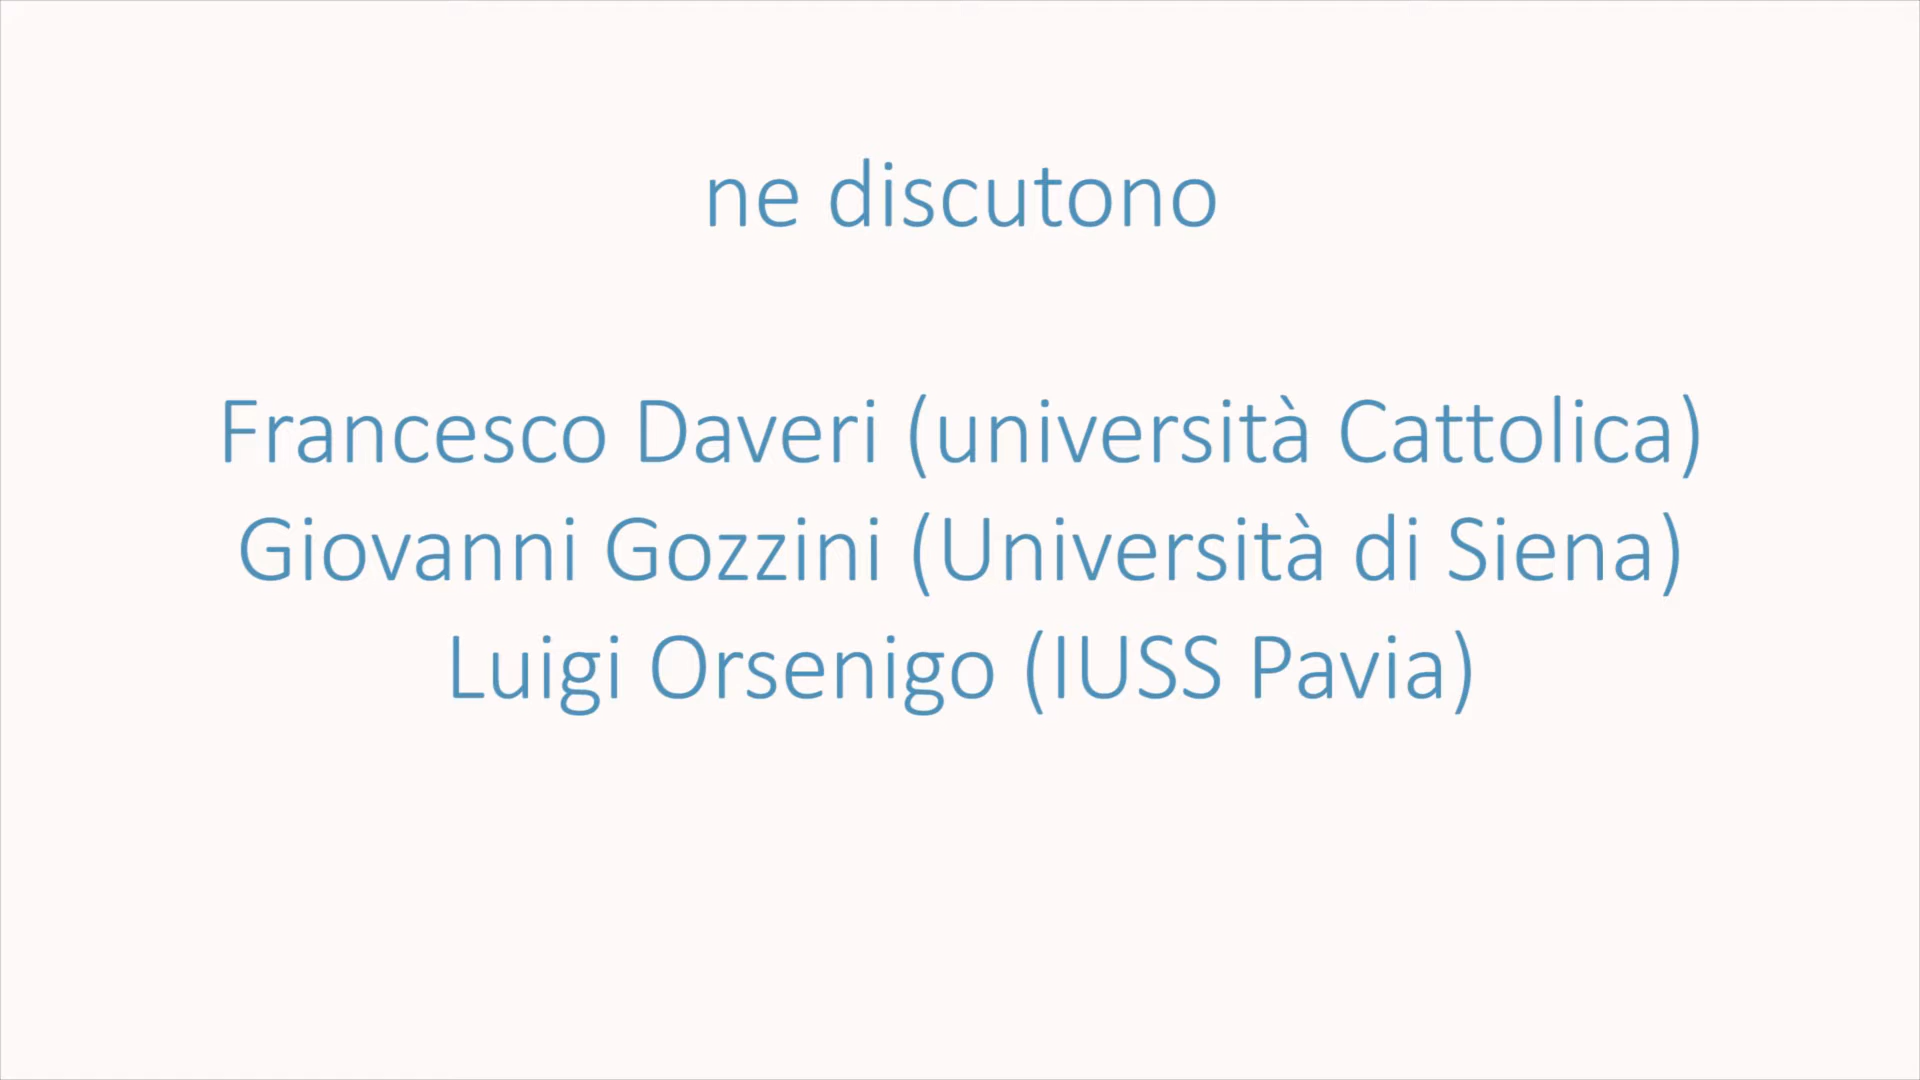 ne discutono
Francesco Daveri (università Cattolica)
Giovanni Gozzini (Università di Siena)
Luigi Orsenigo (IUSS Pavia)